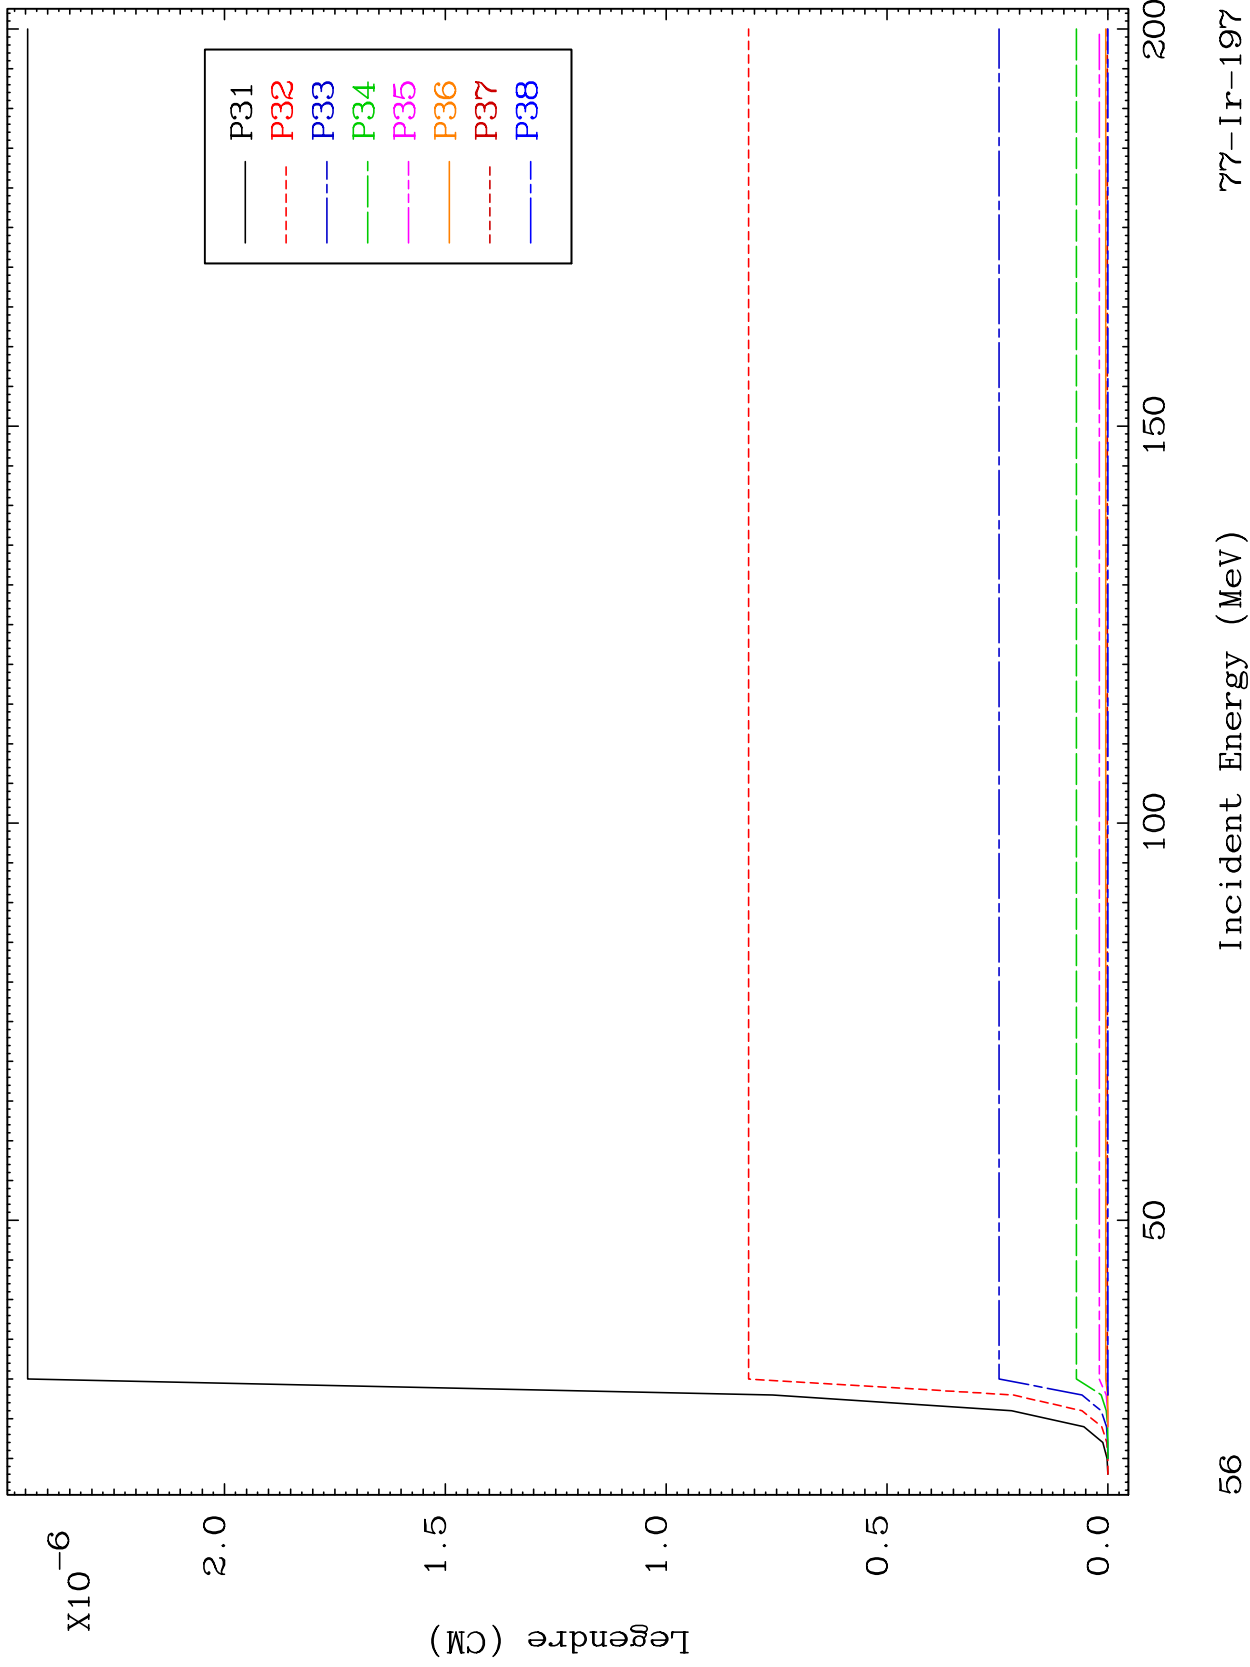 X10-6
2.0
1.5
1.0
0.5
0.0
Legendre (CM)
P31
P32
P33
P34
P35
P36
P37
P38
50
100
150
200
56
Incident Energy (MeV)
77-Ir-197